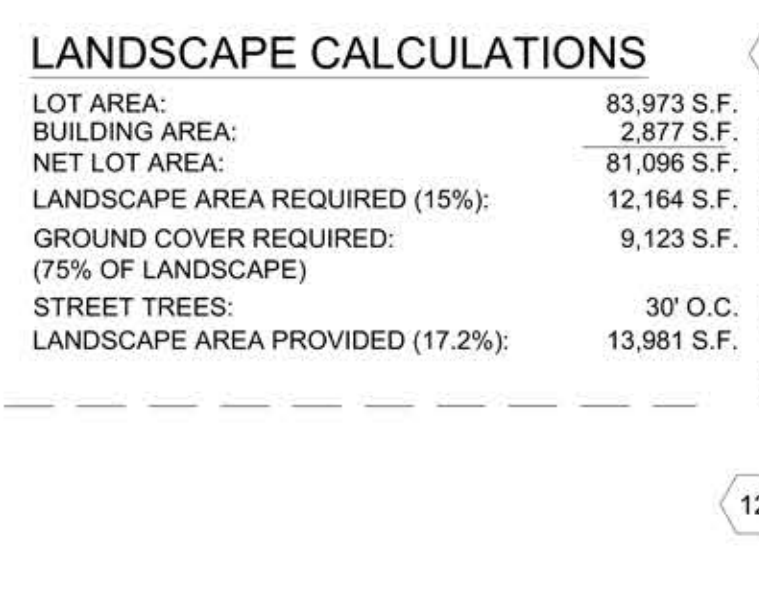 LANDSCAPE CALCULATIONS
LOT AREA: 83,973 S.F.
BUILDING AREA: 2,877 S.F.
NET LOT AREA: 81,096 S.F.
LANDSCAPE AREA REQUIRED (15%): 12,164 S.F.
GROUND COVER REQUIRED: 9,123 S.F.
(75% OF LANDSCAPE)
STREET TREES: 30' O.C.
LANDSCAPE AREA PROVIDED (17.2%): 13,981 S.F.
12